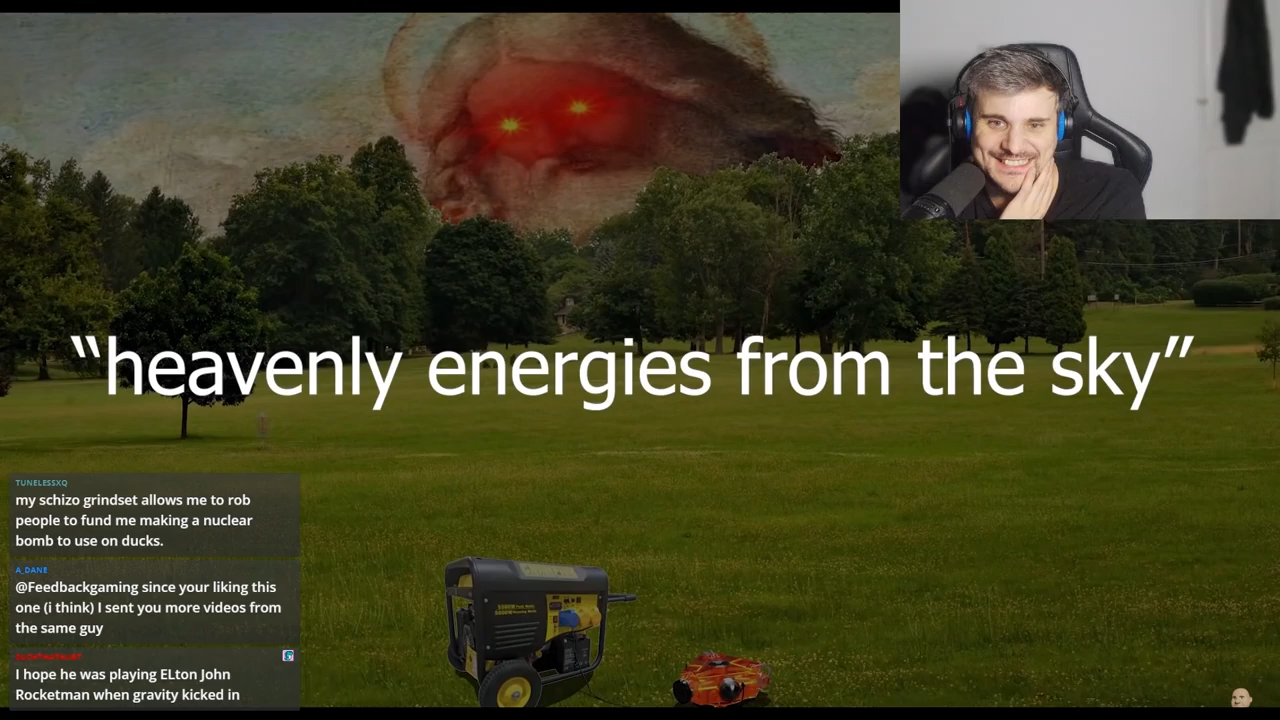 “heavenly energies from the sky”
TUNELESSXQ
my schizo grindset allows me to rob
people to fund me making a nuclear
bomb to use on ducks.
A_DANE
@Feedbackgaming since your liking this
one (i think) I sent you more videos from
the same guy
I hope he was playing ELton John
Rocketman when gravity kicked in